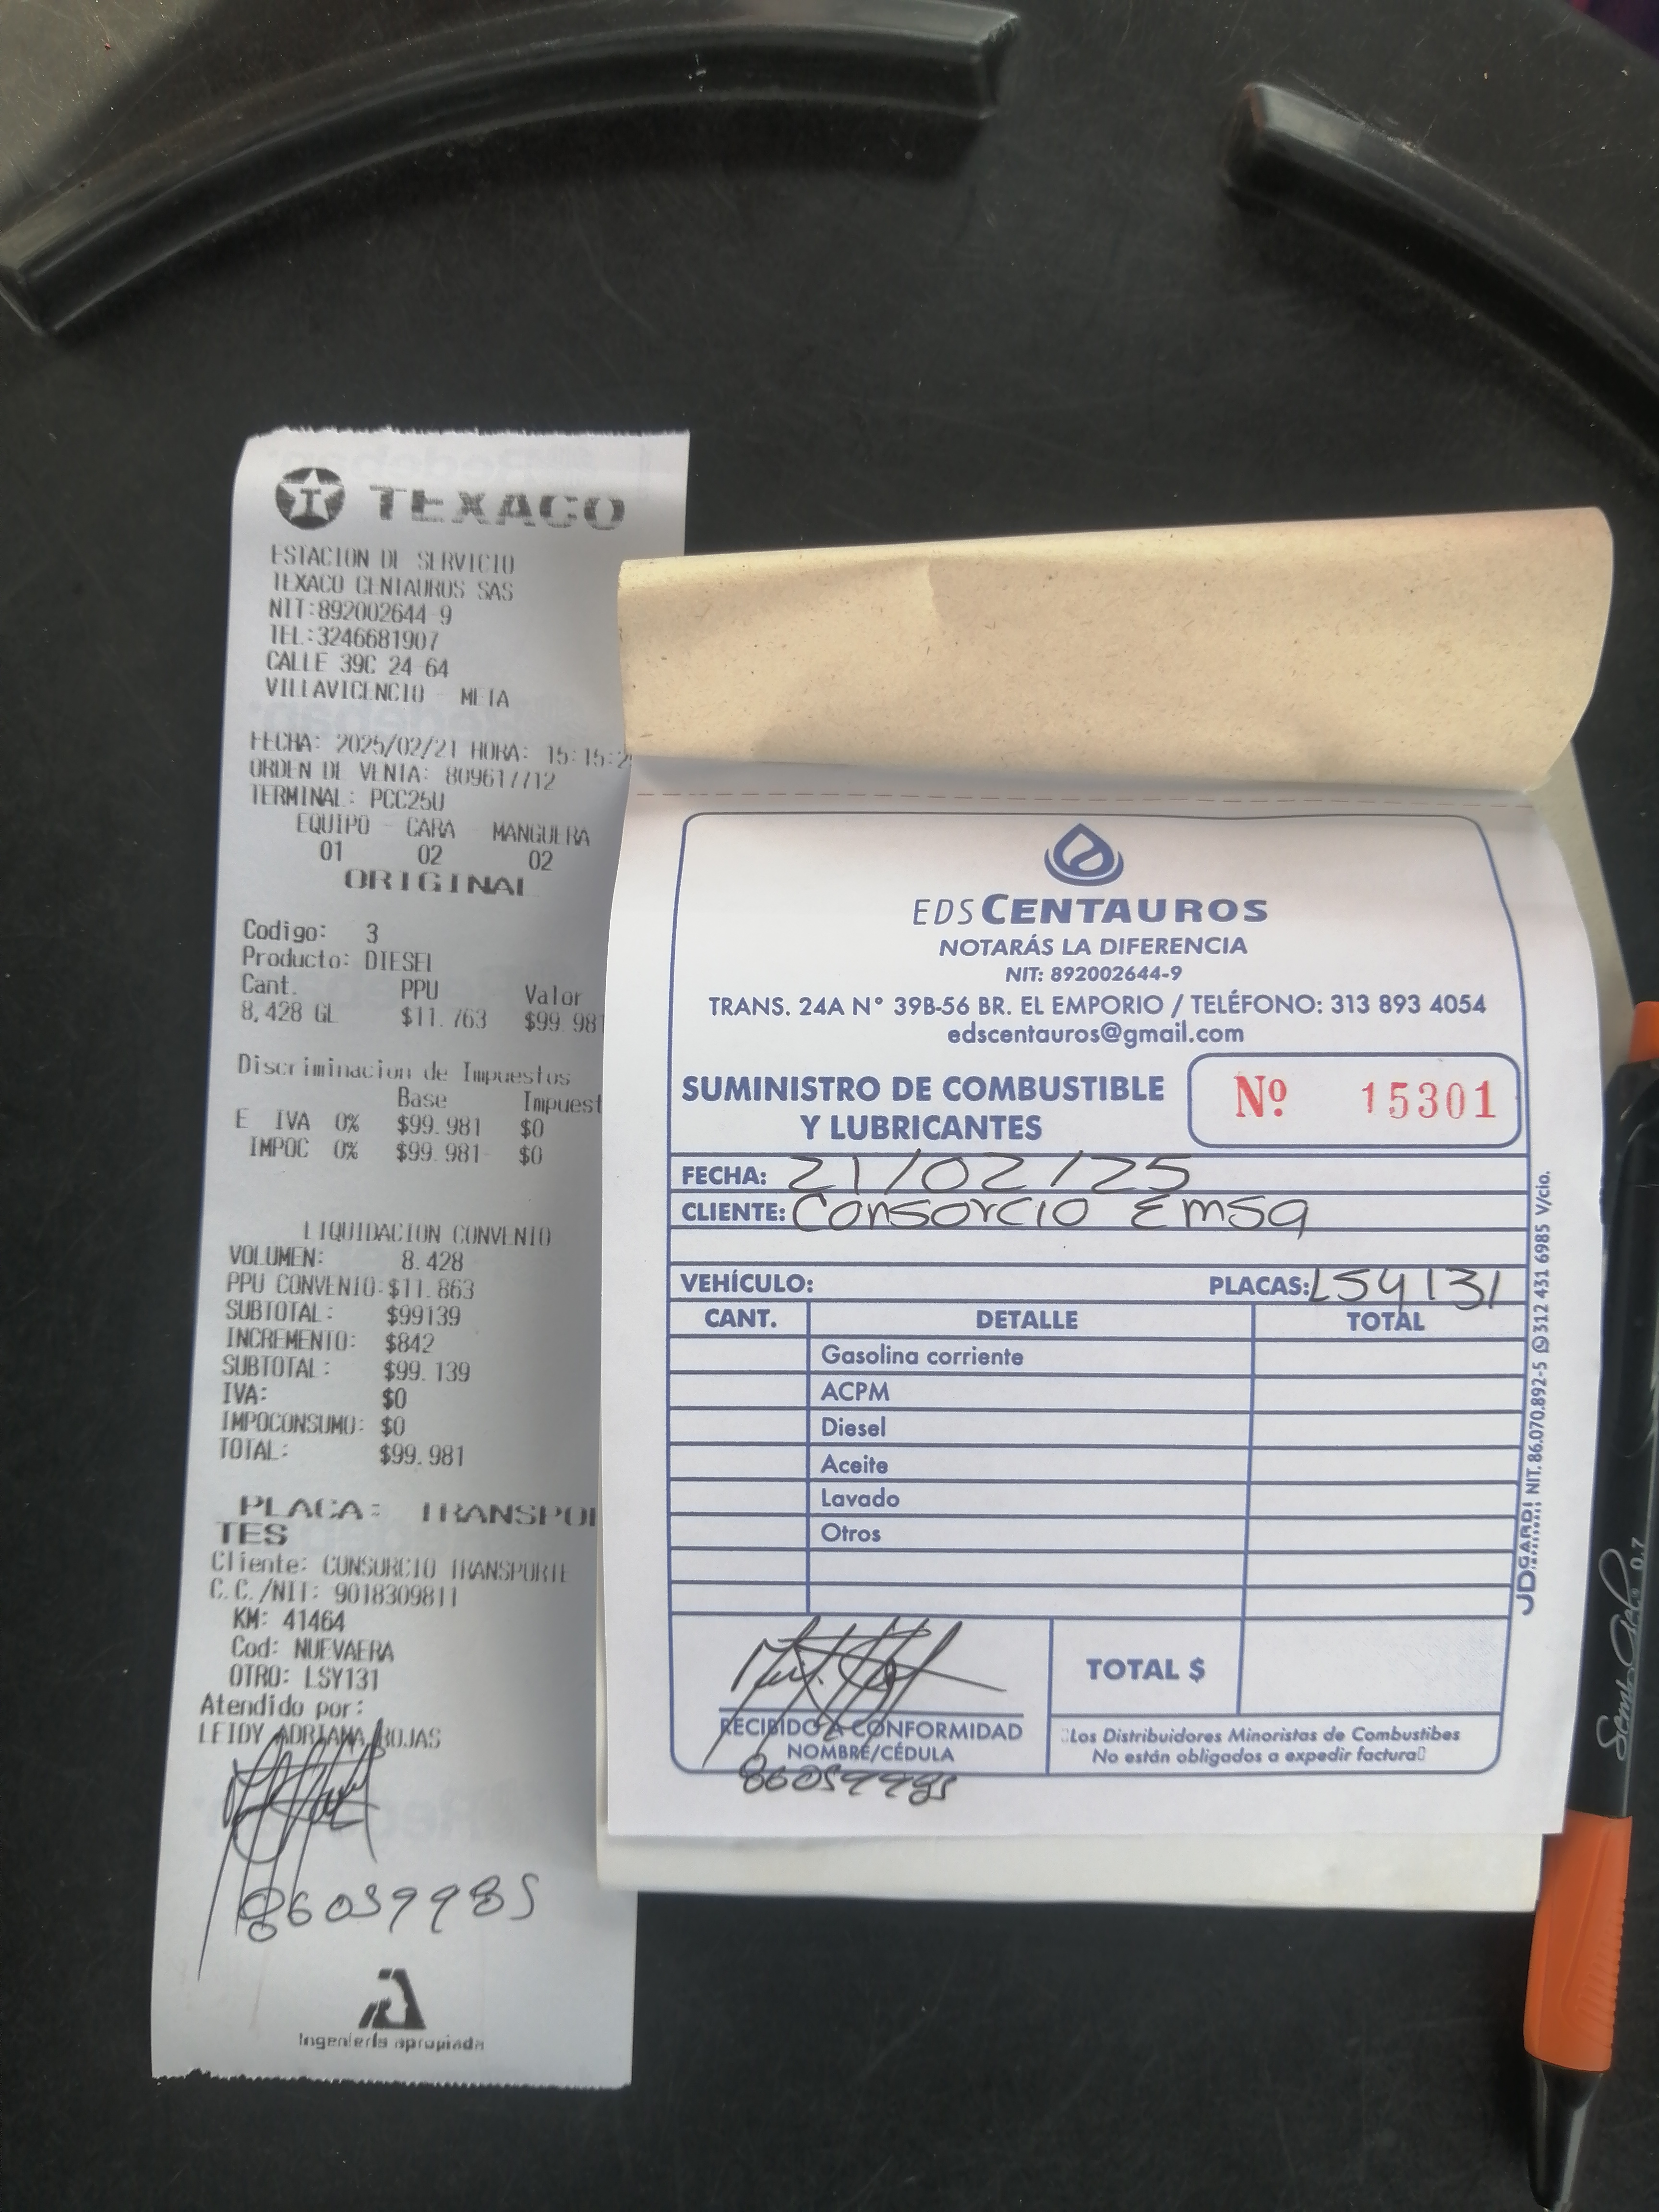 TEXACO
ESTACION DE SERVICIO
TEXACO CENTAUROS SAS
NIT:892002644-9
TEL:3246681907
CALLE 39C 24 64
VILLAVICENCIO - META
FECHA: 2025/02/21 HORA: 15:15:2
ORDEN DE VENTA: 809617712
TERMINAL: PCC25U
EQUIPO - CARA - MANGUERA
01 02 02
ORIGINAL
Codigo: 3
Producto: DIESEL
Cant. PPU Valor
8,428 GL $11.763 $99.981
Discriminacion de Impuestos
Base Impuest
E IVA 0% $99.981 $0
IMPOC 0% $99.981 $0
LIQUIDACION CONVENIO
VOLUMEN: 8.428
PPU CONVENIO-$11.863
SUBTOTAL: $99139
INCREMENTO: $842
SUBTOTAL: $99.139
IVA: $0
IMPOCONSUMO: $0
TOTAL: $99.981
PLACA: TRANSPOR
TES
Cliente: CONSORCIO TRANSPORTE
C.C./NIT: 9018309811
KM: 41464
Cod: NUEVAERA
OTRO: LSY131
Atendido por:
LEIDY ADRIANA ROJAS
86059985
Ingeniería apropiada
EDS CENTAUROS
NOTARÁS LA DIFERENCIA
NIT: 892002644-9
TRANS. 24A N° 39B-56 BR. EL EMPORIO / TELÉFONO: 313 893 4054
edscentauros@gmail.com
SUMINISTRO DE COMBUSTIBLE
Y LUBRICANTES
Nº 15301
FECHA: 21/02/25
CLIENTE: Consorcio Emsa
VEHÍCULO: PLACAS: LSY131
CANT. DETALLE TOTAL
Gasolina corriente
ACPM
Diesel
Aceite
Lavado
Otros
TOTAL $
RECIBIDO A CONFORMIDAD
NOMBRE/CÉDULA
86059985
Los Distribuidores Minoristas de Combustibes
No están obligados a expedir factura
JDGARDI NIT. 86.070.892-5 312 431 6985 V/cio.
0.7